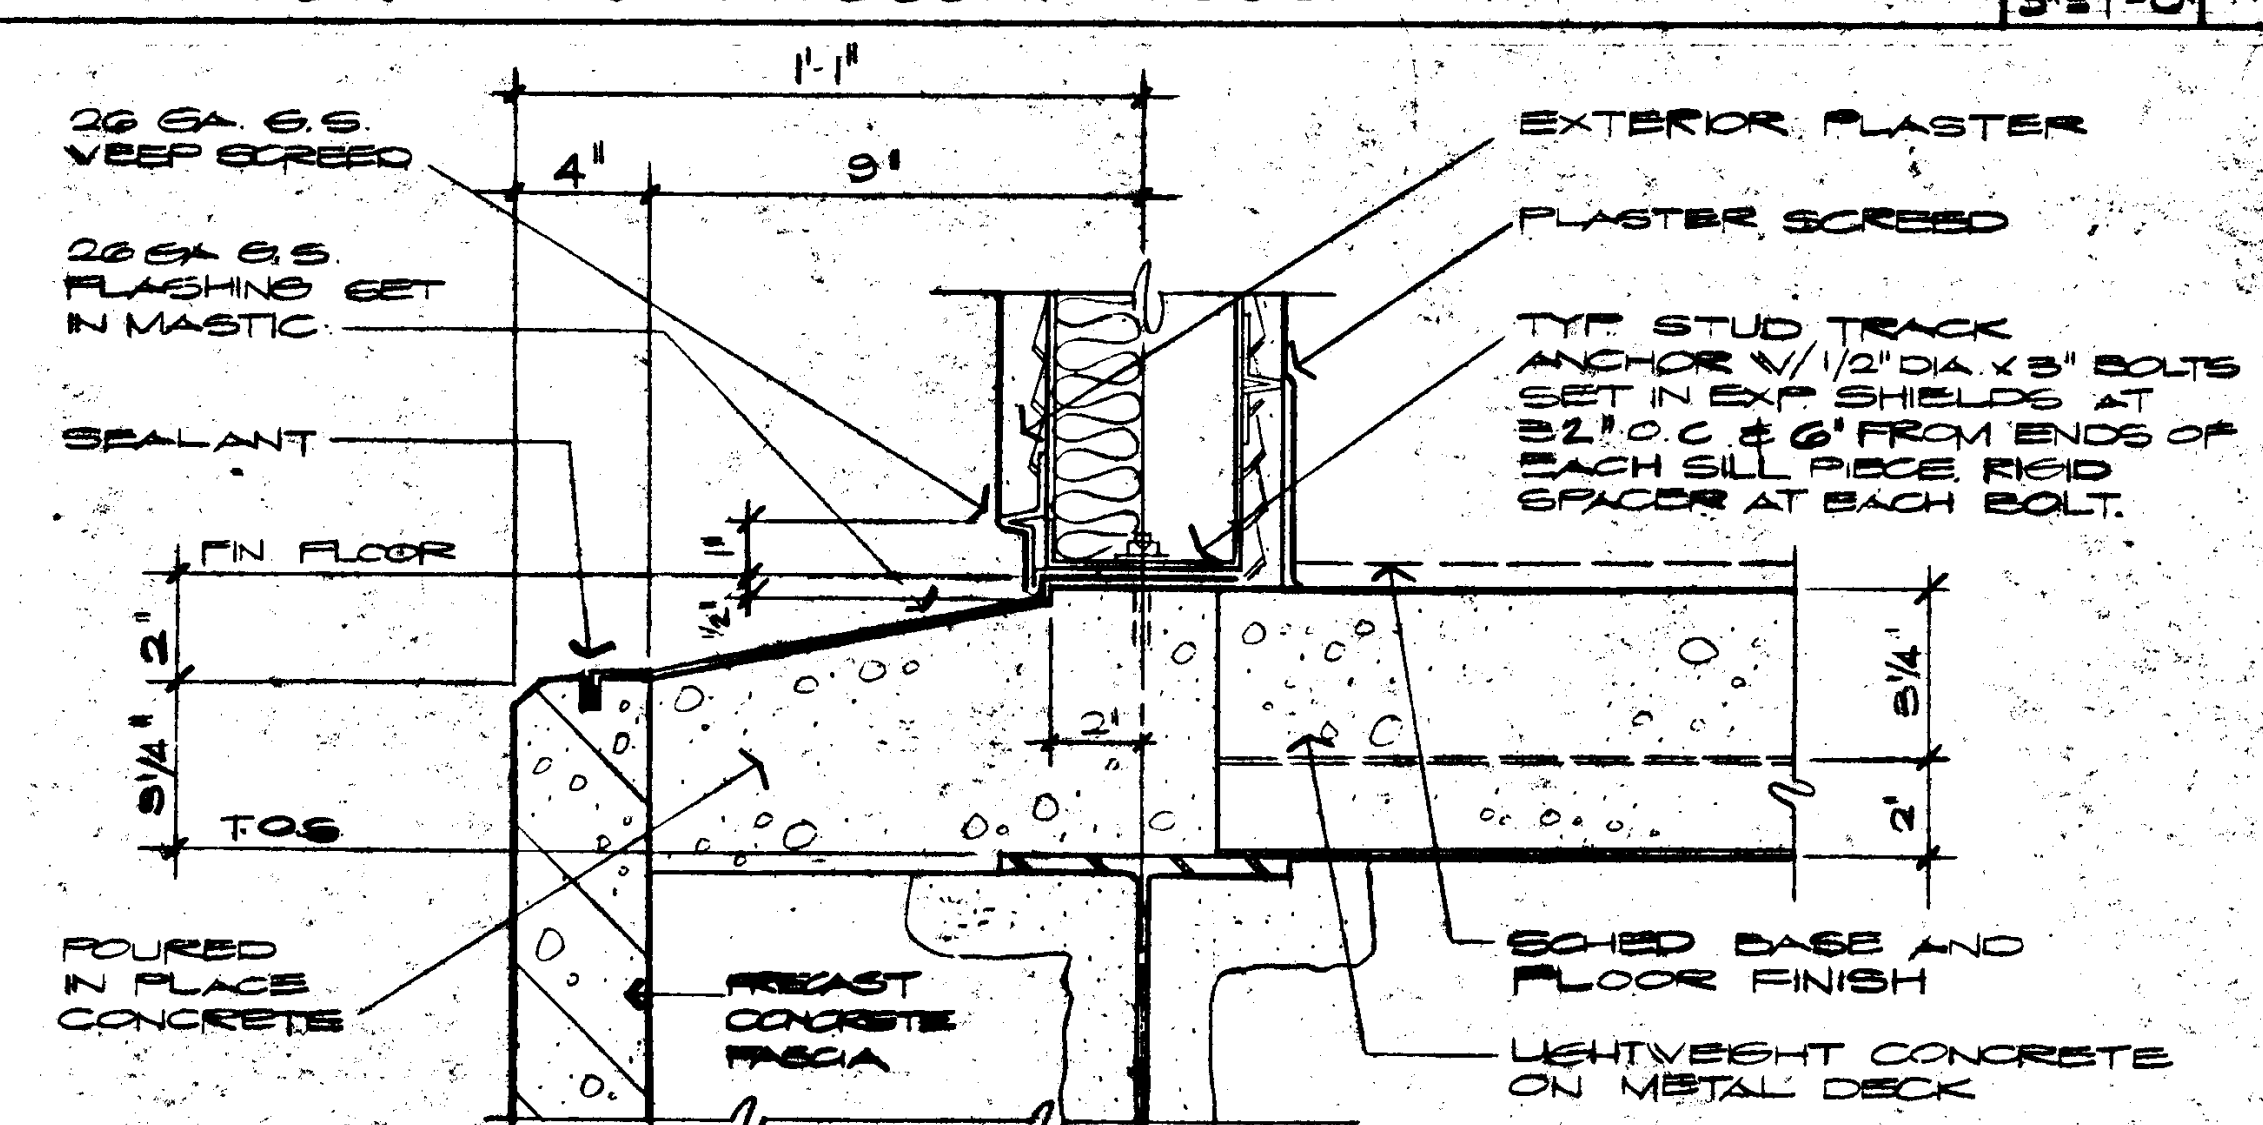 3"=1'-0"
1'-1"
26 GA. G.S.
WEEP SCREED
4"
9"
EXTERIOR PLASTER
PLASTER SCREED
26 GA G.S.
FLASHING SET
IN MASTIC
TYP. STUD TRACK
ANCHOR W/ 1/2" DIA. x 3" BOLTS
SET IN EXP. SHIELDS AT
32" O.C. & 6" FROM ENDS OF
EACH SILL PIECE. RIGID
SPACER AT EACH BOLT.
SEALANT
FIN FLOOR
1"
1/2"
2"
3 1/4"
2"
3 1/4"
2"
T.O.S
POURED
IN PLACE
CONCRETE
PRECAST
CONCRETE
FASCIA
SCHED BASE AND
FLOOR FINISH
LIGHTWEIGHT CONCRETE
ON METAL DECK